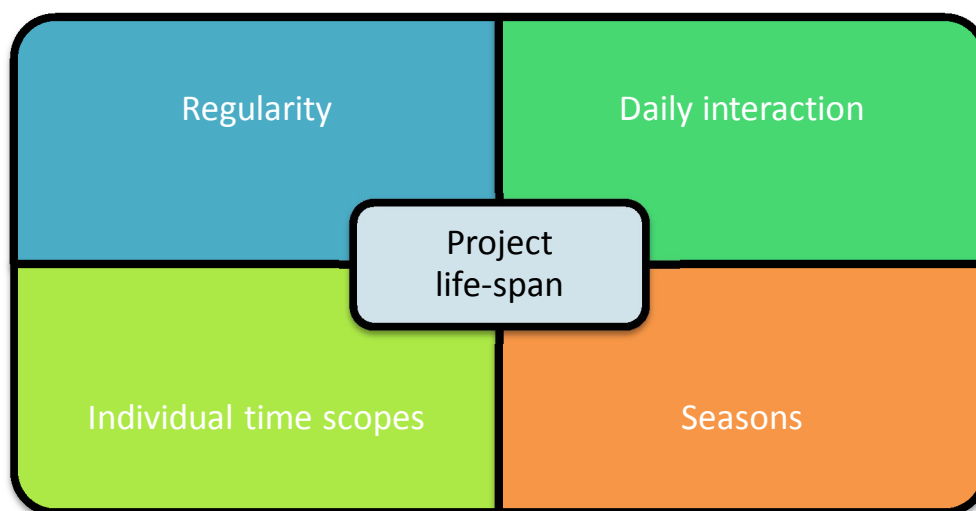 Regularity
Daily interaction
Project
life-span
Individual time scopes
Seasons